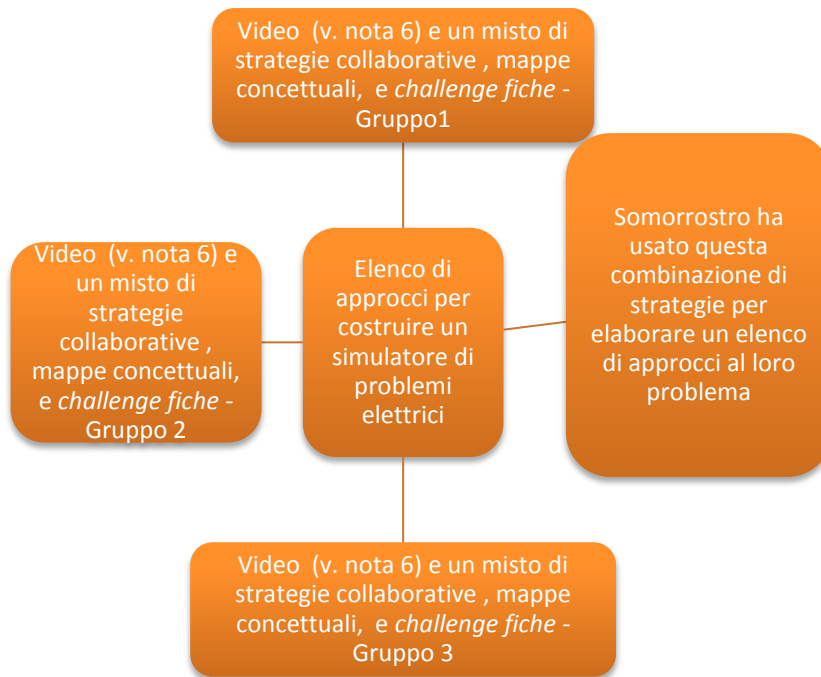 Video (v. nota 6) e un misto di
strategie collaborative , mappe
concettuali, e challenge fiche -
Gruppo1
Video (v. nota 6) e
un misto di
strategie
collaborative ,
mappe concettuali,
e challenge fiche -
Gruppo 2
Elenco di
approcci per
costruire un
simulatore di
problemi
elettrici
Somorrostro ha
usato questa
combinazione di
strategie per
elaborare un elenco
di approcci al loro
problema
Video (v. nota 6) e un misto di
strategie collaborative , mappe
concettuali, e challenge fiche -
Gruppo 3